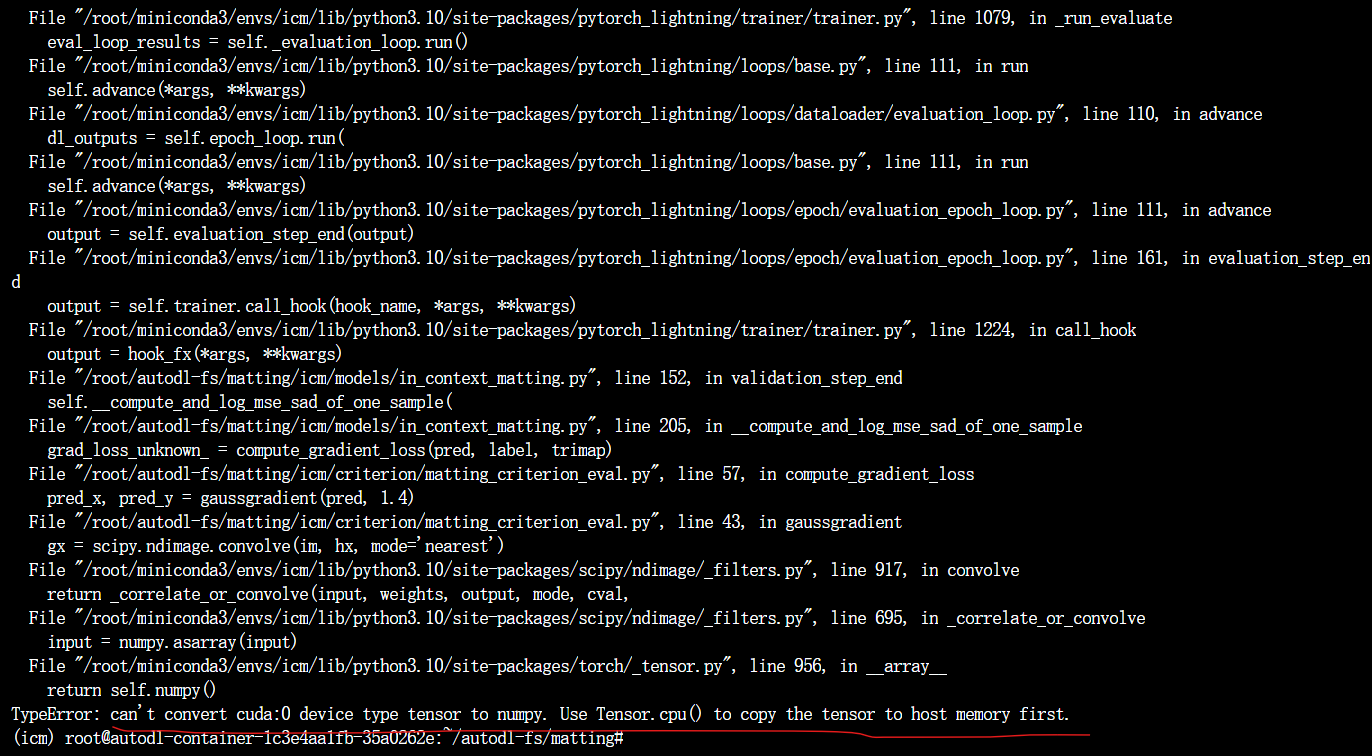 File "/root/miniconda3/envs/icm/lib/python3.10/site-packages/pytorch_lightning/trainer/trainer.py", line 1079, in _run_evaluate
eval_loop_results = self._evaluation_loop.run()
File "/root/miniconda3/envs/icm/lib/python3.10/site-packages/pytorch_lightning/loops/base.py", line 111, in run
self.advance(*args, **kwargs)
File "/root/miniconda3/envs/icm/lib/python3.10/site-packages/pytorch_lightning/loops/dataloader/evaluation_loop.py", line 110, in advance
dl_outputs = self.epoch_loop.run(
File "/root/miniconda3/envs/icm/lib/python3.10/site-packages/pytorch_lightning/loops/base.py", line 111, in run
self.advance(*args, **kwargs)
File "/root/miniconda3/envs/icm/lib/python3.10/site-packages/pytorch_lightning/loops/epoch/evaluation_epoch_loop.py", line 111, in advance
output = self.evaluation_step_end(output)
File "/root/miniconda3/envs/icm/lib/python3.10/site-packages/pytorch_lightning/loops/epoch/evaluation_epoch_loop.py", line 161, in evaluation_step_en
d
output = self.trainer.call_hook(hook_name, *args, **kwargs)
File "/root/miniconda3/envs/icm/lib/python3.10/site-packages/pytorch_lightning/trainer/trainer.py", line 1224, in call_hook
output = hook_fx(*args, **kwargs)
File "/root/autodl-fs/matting/icm/models/in_context_matting.py", line 152, in validation_step_end
self.__compute_and_log_mse_sad_of_one_sample(
File "/root/autodl-fs/matting/icm/models/in_context_matting.py", line 205, in __compute_and_log_mse_sad_of_one_sample
grad_loss_unknown_ = compute_gradient_loss(pred, label, trimap)
File "/root/autodl-fs/matting/icm/criterion/matting_criterion_eval.py", line 57, in compute_gradient_loss
pred_x, pred_y = gaussgradient(pred, 1.4)
File "/root/autodl-fs/matting/icm/criterion/matting_criterion_eval.py", line 43, in gaussgradient
gx = scipy.ndimage.convolve(im, hx, mode='nearest')
File "/root/miniconda3/envs/icm/lib/python3.10/site-packages/scipy/ndimage/_filters.py", line 917, in convolve
return _correlate_or_convolve(input, weights, output, mode, cval,
File "/root/miniconda3/envs/icm/lib/python3.10/site-packages/scipy/ndimage/_filters.py", line 695, in _correlate_or_convolve
input = numpy.asarray(input)
File "/root/miniconda3/envs/icm/lib/python3.10/site-packages/torch/_tensor.py", line 956, in __array__
return self.numpy()
TypeError: can't convert cuda:0 device type tensor to numpy. Use Tensor.cpu() to copy the tensor to host memory first.
(icm) root@autodl-container-1c3e4aa1fb-35a0262e:~/autodl-fs/matting#